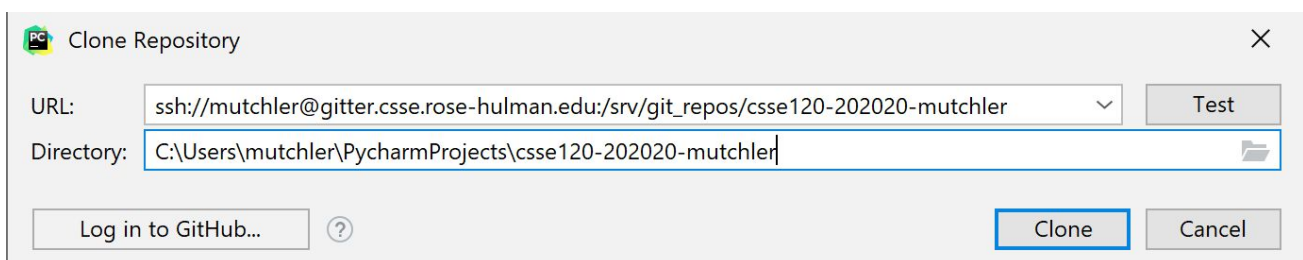 PC Clone Repository
URL: ssh://mutchler@gitter.csse.rose-hulman.edu:/srv/git_repos/csse120-202020-mutchler Test
Directory: C:\Users\mutchler\PycharmProjects\csse120-202020-mutchler
Log in to GitHub... ? Clone Cancel